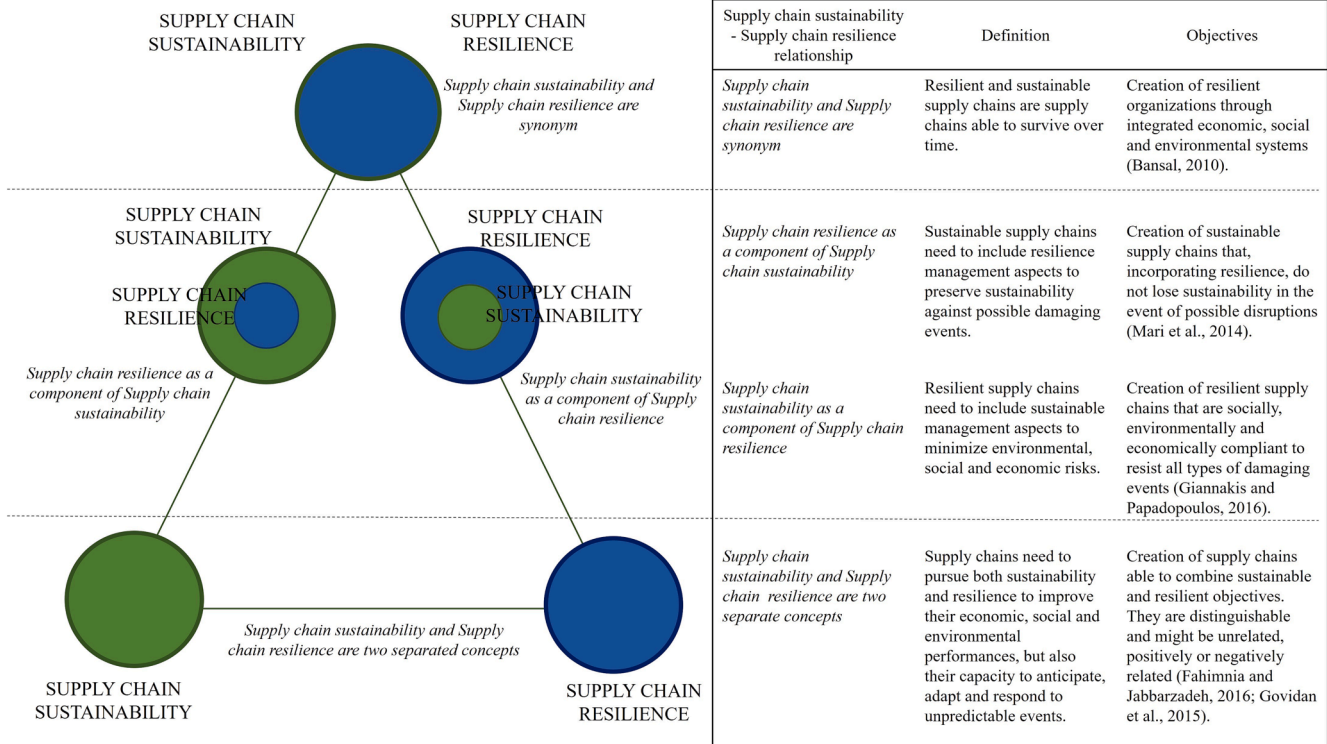 SUPPLY CHAIN
SUSTAINABILITY
SUPPLY CHAIN
RESILIENCE
Supply chain sustainability and
Supply chain resilience are
synonym
SUPPLY CHAIN
SUSTAINABILITY
SUPPLY CHAIN
RESILIENCE
SUPPLY CHAIN
RESILIENCE
SUPPLY CHAIN
SUSTAINABILITY
Supply chain resilience as a
component of Supply chain
sustainability
Supply chain sustainability
as a component of Supply
chain resilience
Supply chain sustainability and Supply
chain resilience are two separated concepts
SUPPLY CHAIN
SUSTAINABILITY
SUPPLY CHAIN
RESILIENCE
Supply chain sustainability
- Supply chain resilience
relationship
Definition
Objectives
Supply chain
sustainability and Supply
chain resilience are
synonym
Resilient and sustainable
supply chains are supply
chains able to survive over
time.
Creation of resilient
organizations through
integrated economic, social
and environmental systems
(Bansal, 2010).
Supply chain resilience as
a component of Supply
chain sustainability
Sustainable supply chains
need to include resilience
management aspects to
preserve sustainability
against possible damaging
events.
Creation of sustainable
supply chains that,
incorporating resilience, do
not lose sustainability in the
event of possible disruptions
(Mari et al., 2014).
Supply chain
sustainability as a
component of Supply chain
resilience
Resilient supply chains
need to include sustainable
management aspects to
minimize environmental,
social and economic risks.
Creation of resilient supply
chains that are socially,
environmentally and
economically compliant to
resist all types of damaging
events (Giannakis and
Papadopoulos, 2016).
Supply chain
sustainability and Supply
chain resilience are two
separate concepts
Supply chains need to
pursue both sustainability
and resilience to improve
their economic, social and
environmental
performances, but also
their capacity to anticipate,
adapt and respond to
unpredictable events.
Creation of supply chains
able to combine sustainable
and resilient objectives.
They are distinguishable
and might be unrelated,
positively or negatively
related (Fahimnia and
Jabbarzadeh, 2016; Govidan
et al., 2015).